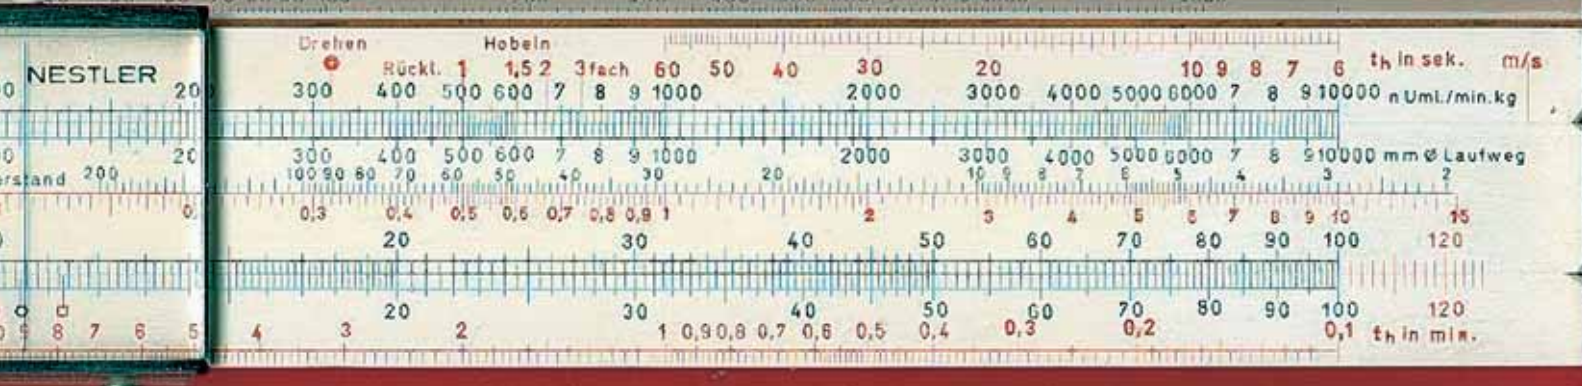 Drehen Hobeln
NESTLER Rückl. 1 1,5 2 3fach 60 50 40 30 20 10 9 8 7 6 th in sek. m/s
20 300 400 500 600 7 8 9 1000 2000 3000 4000 5000 6000 7 8 9 10000 n Uml./min.kg
20 300 400 500 600 7 8 9 1000 2000 3000 4000 5000 6000 7 8 9 10000 mm Ø Laufweg
erstand 200 100 90 80 70 60 50 40 30 20 10 9 8 7 6 5 4 3 2
0, 0,3 0,4 0,5 0,6 0,7 0,8 0,9 1 2 3 4 5 6 7 8 9 10 15
20 30 40 50 60 70 80 90 100 120
20 30 40 50 60 70 80 90 100 120
9 8 7 6 5 4 3 2 1 0,9 0,8 0,7 0,6 0,5 0,4 0,3 0,2 0,1 th in min.